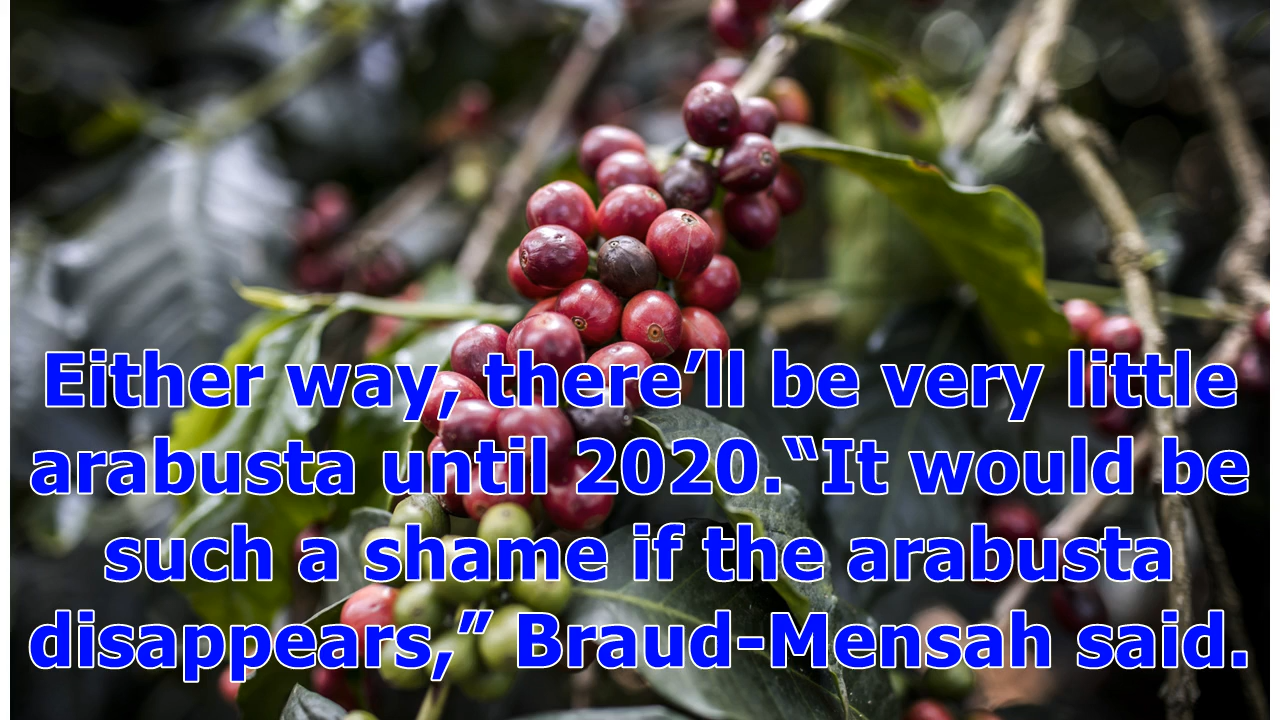 Either way, there’ll be very little
arabusta until 2020.“It would be
such a shame if the arabusta
disappears,” Braud-Mensah said.